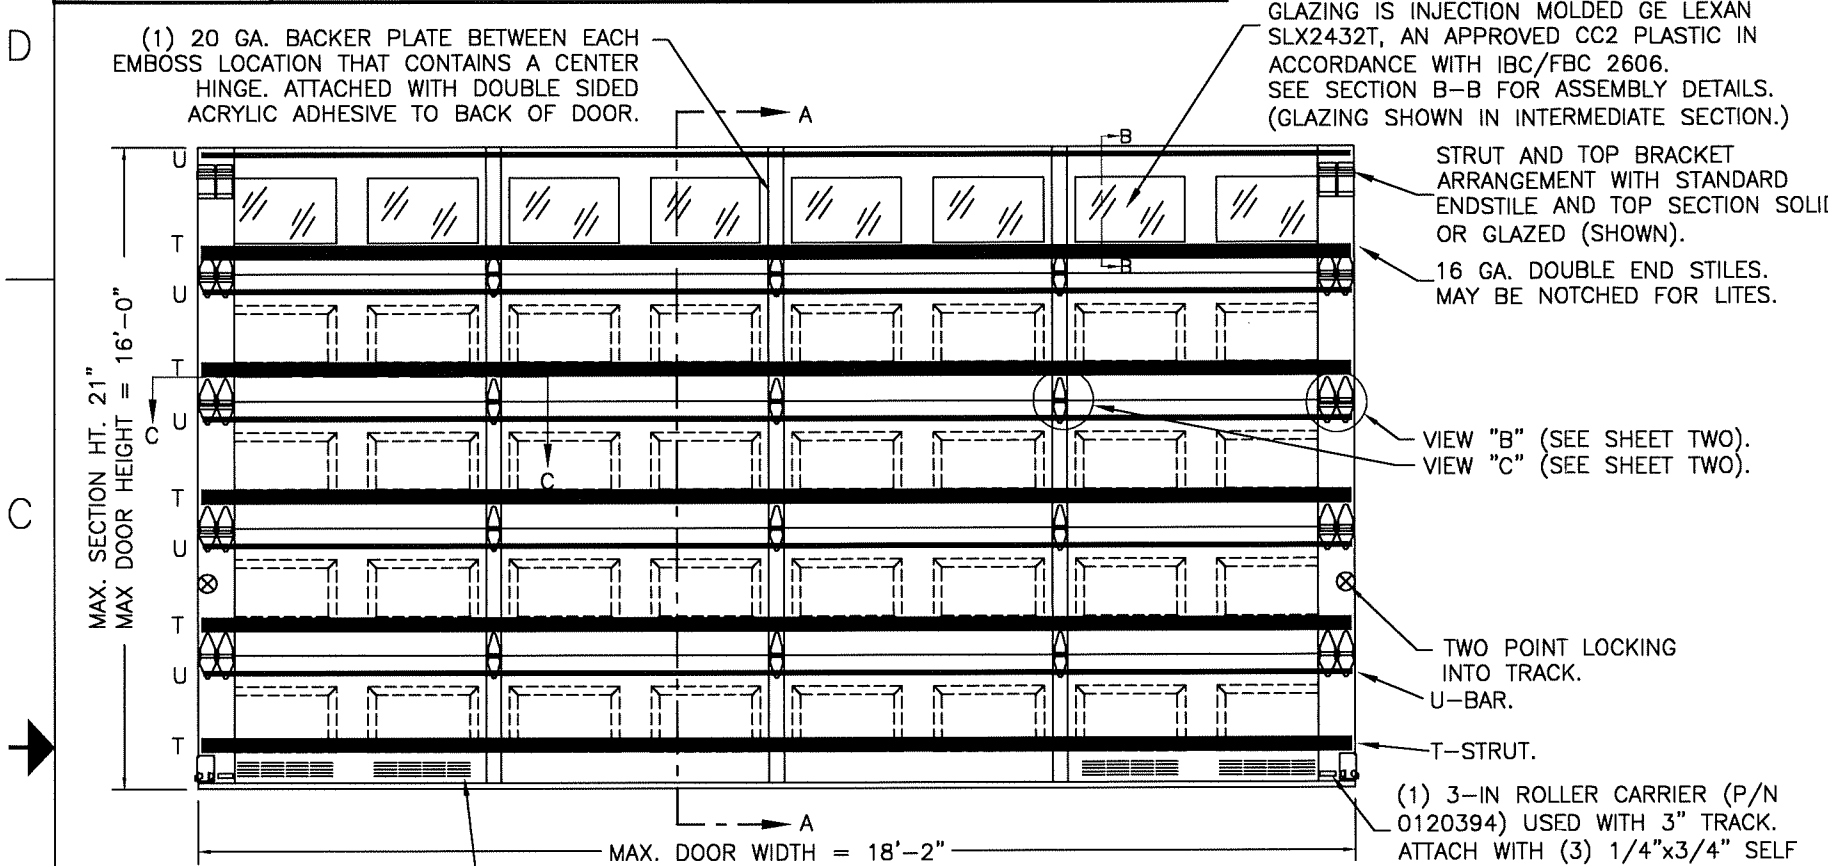 D
(1) 20 GA. BACKER PLATE BETWEEN EACH
EMBOSS LOCATION THAT CONTAINS A CENTER
HINGE. ATTACHED WITH DOUBLE SIDED
ACRYLIC ADHESIVE TO BACK OF DOOR.
GLAZING IS INJECTION MOLDED GE LEXAN
SLX2432T, AN APPROVED CC2 PLASTIC IN
ACCORDANCE WITH IBC/FBC 2606.
SEE SECTION B-B FOR ASSEMBLY DETAILS.
(GLAZING SHOWN IN INTERMEDIATE SECTION.)
A
B
U
STRUT AND TOP BRACKET
ARRANGEMENT WITH STANDARD
ENDSTILE AND TOP SECTION SOLID
OR GLAZED (SHOWN).
T
B
16 GA. DOUBLE END STILES.
MAY BE NOTCHED FOR LITES.
U
T
MAX. SECTION HT. 21"
MAX DOOR HEIGHT = 16'-0"
C
U
C
VIEW "B" (SEE SHEET TWO).
VIEW "C" (SEE SHEET TWO).
T
C
U
T
TWO POINT LOCKING
INTO TRACK.
U
U-BAR.
T
T-STRUT.
(1) 3-IN ROLLER CARRIER (P/N
0120394) USED WITH 3" TRACK.
ATTACH WITH (3) 1/4"x3/4" SELF
A
MAX. DOOR WIDTH = 18'-2"